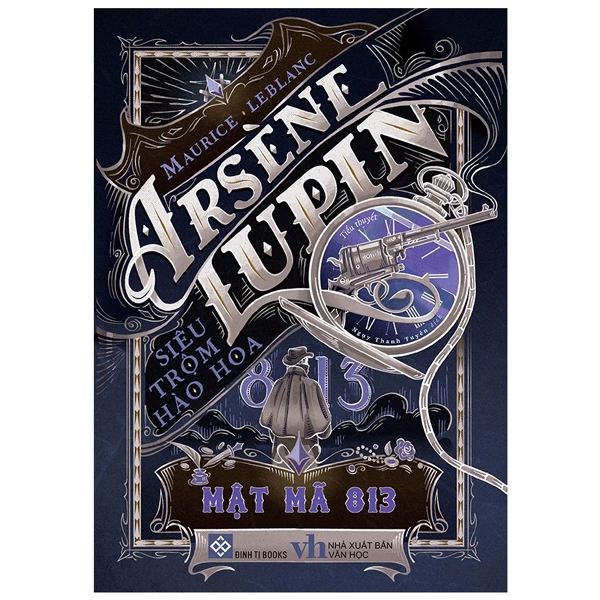 MAURICE LEBLANC
ARSÈNE
LUPIN
Tiểu thuyết
Ngụy Thanh Tuyên dịch
SIÊU
TRỘM
HÀO HOA
813
MẬT MÃ 813
ĐINH TỊ BOOKS
vh
NHÀ XUẤT BẢN
VĂN HỌC